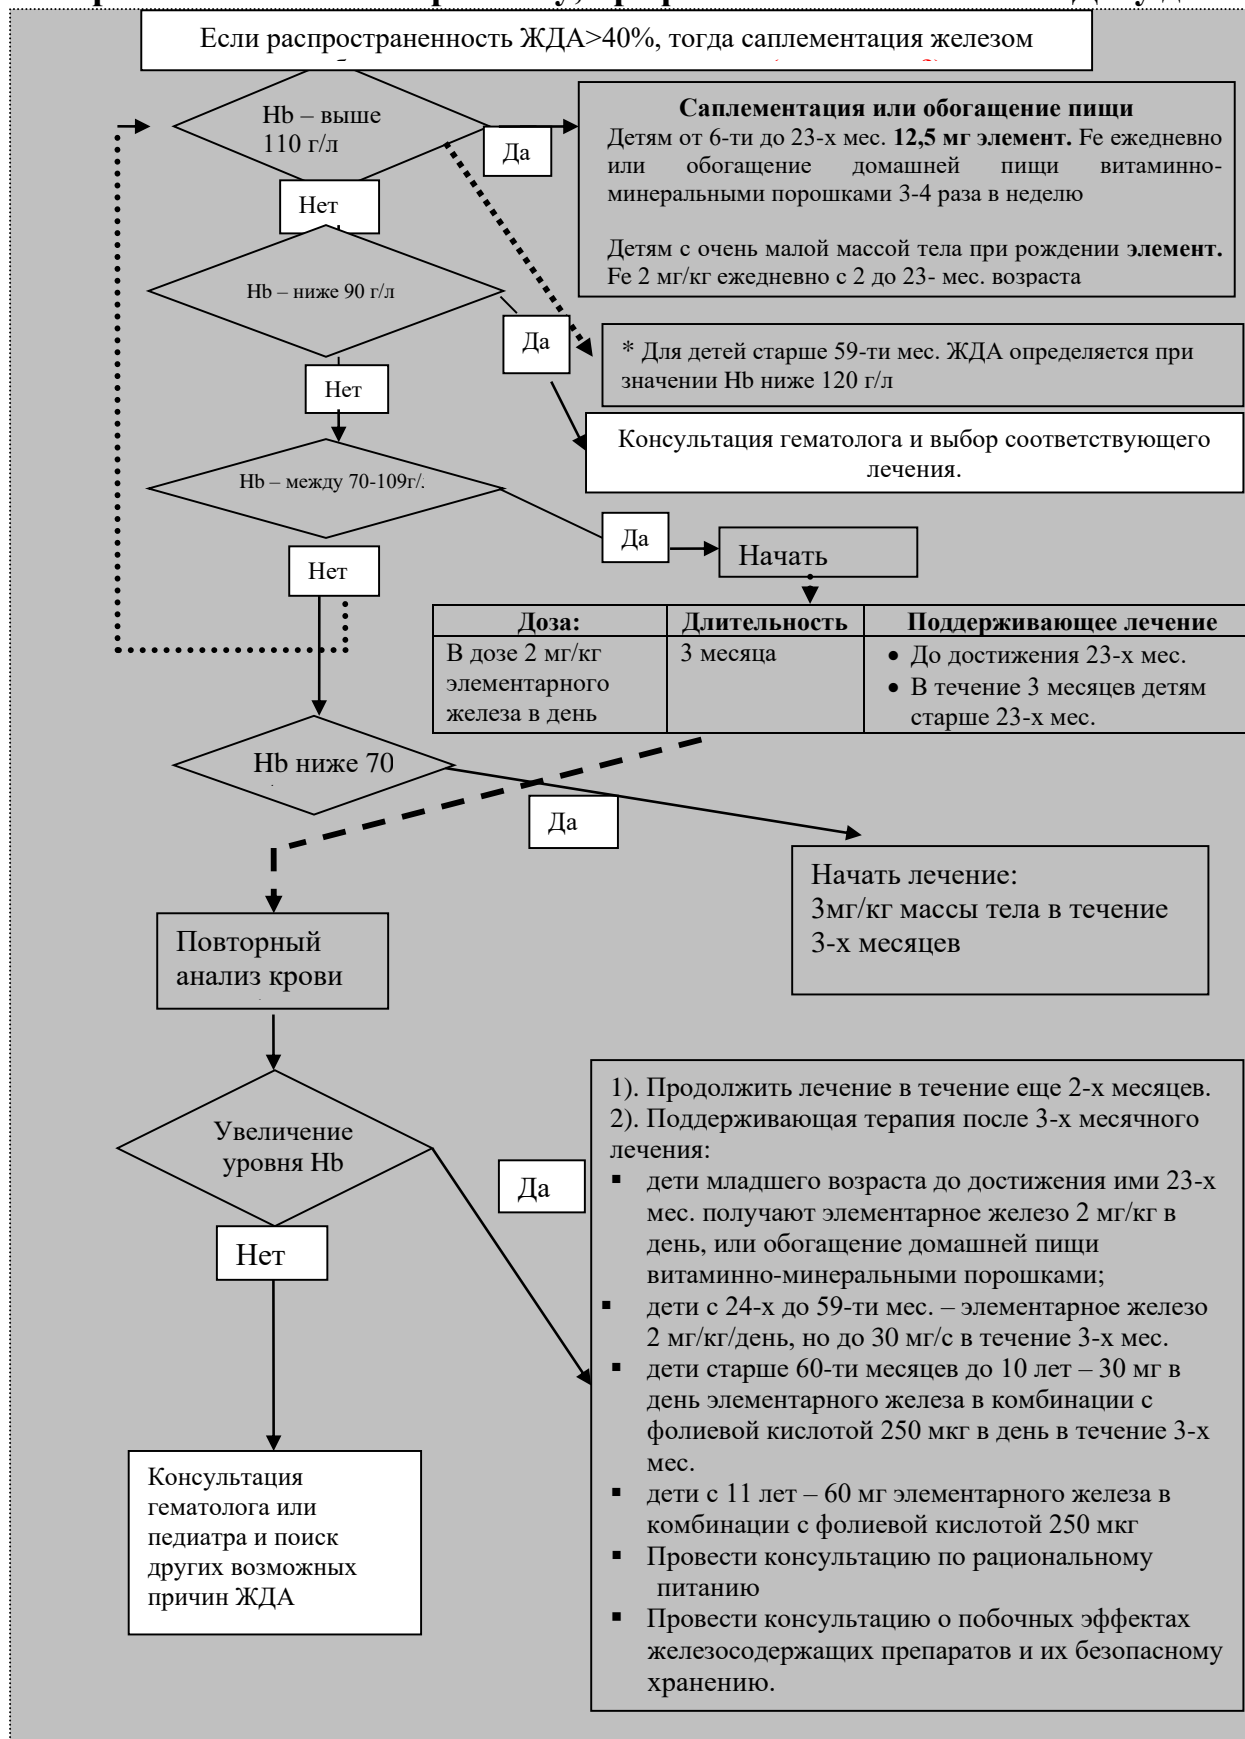 Если распространенность ЖДА>40%, тогда саплементация железом
Hb – выше
110 г/л
Да
Саплементация или обогащение пищи
Детям от 6-ти до 23-х мес. 12,5 мг элемент. Fe ежедневно
или обогащение домашней пищи витаминно-
минеральными порошками 3-4 раза в неделю
Детям с очень малой массой тела при рождении элемент.
Fe 2 мг/кг ежедневно с 2 до 23- мес. возраста
Нет
Hb – ниже 90 г/л
Да
* Для детей старше 59-ти мес. ЖДА определяется при
значении Hb ниже 120 г/л
Нет
Консультация гематолога и выбор соответствующего
лечения.
Hb – между 70-109г/
Да
Начать
Нет
Доза:
Длительность
Поддерживающее лечение
В дозе 2 мг/кг
элементарного
железа в день
3 месяца
• До достижения 23-х мес.
• В течение 3 месяцев детям
старше 23-х мес.
Hb ниже 70
Да
Начать лечение:
3мг/кг массы тела в течение
3-х месяцев
Повторный
анализ крови
Увеличение
уровня Hb
Да
Нет
1). Продолжить лечение в течение еще 2-х месяцев.
2). Поддерживающая терапия после 3-х месячного
лечения:
▪ дети младшего возраста до достижения ими 23-х
мес. получают элементарное железо 2 мг/кг в
день, или обогащение домашней пищи
витаминно-минеральными порошками;
▪ дети с 24-х до 59-ти мес. – элементарное железо
2 мг/кг/день, но до 30 мг/с в течение 3-х мес.
▪ дети старше 60-ти месяцев до 10 лет – 30 мг в
день элементарного железа в комбинации с
фолиевой кислотой 250 мкг в день в течение 3-х
мес.
▪ дети с 11 лет – 60 мг элементарного железа в
комбинации с фолиевой кислотой 250 мкг
▪ Провести консультацию по рациональному
питанию
▪ Провести консультацию о побочных эффектах
железосодержащих препаратов и их безопасному
хранению.
Консультация
гематолога или
педиатра и поиск
других возможных
причин ЖДА